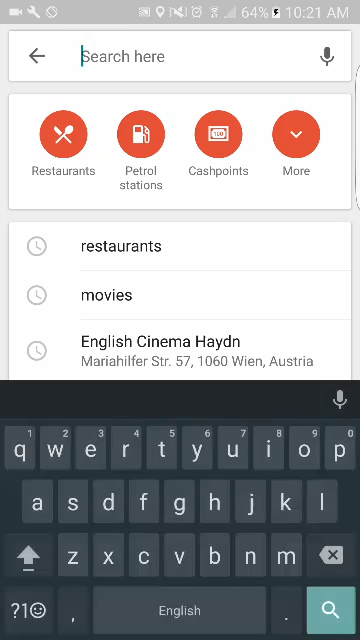 64% 10:21 AM
Search here
100
Restaurants
Petrol
stations
Cashpoints
More
restaurants
movies
English Cinema Haydn
Mariahilfer Str. 57, 1060 Wien, Austria
1 2 3 4 5 6 7 8 9 0
q w e r t y u i o p
a s d f g h j k l
z x c v b n m
?1☺ , English .